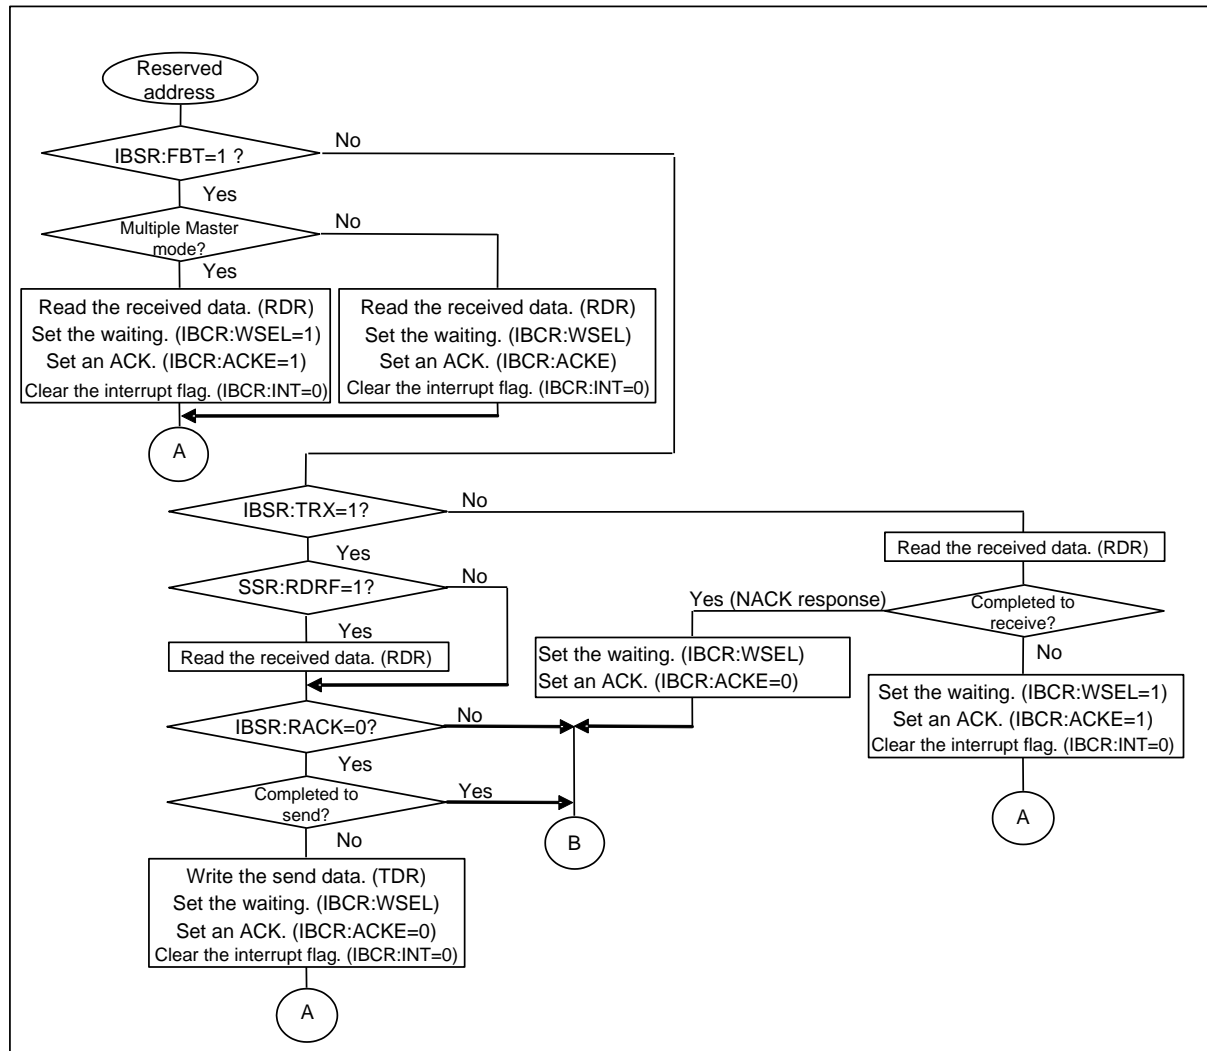 Reserved
address
No
IBSR:FBT=1 ?
Yes
No
Multiple Master
mode?
Yes
Read the received data. (RDR)
Set the waiting. (IBCR:WSEL=1)
Set an ACK. (IBCR:ACKE=1)
Clear the interrupt flag. (IBCR:INT=0)
Read the received data. (RDR)
Set the waiting. (IBCR:WSEL)
Set an ACK. (IBCR:ACKE)
Clear the interrupt flag. (IBCR:INT=0)
A
IBSR:TRX=1?
No
Yes
Read the received data. (RDR)
SSR:RDRF=1?
No
Yes (NACK response)
Completed to
receive?
Yes
No
Read the received data. (RDR)
Set the waiting. (IBCR:WSEL)
Set an ACK. (IBCR:ACKE=0)
Set the waiting. (IBCR:WSEL=1)
Set an ACK. (IBCR:ACKE=1)
Clear the interrupt flag. (IBCR:INT=0)
IBSR:RACK=0?
No
Yes
Completed to
send?
Yes
No
B
A
Write the send data. (TDR)
Set the waiting. (IBCR:WSEL)
Set an ACK. (IBCR:ACKE=0)
Clear the interrupt flag. (IBCR:INT=0)
A